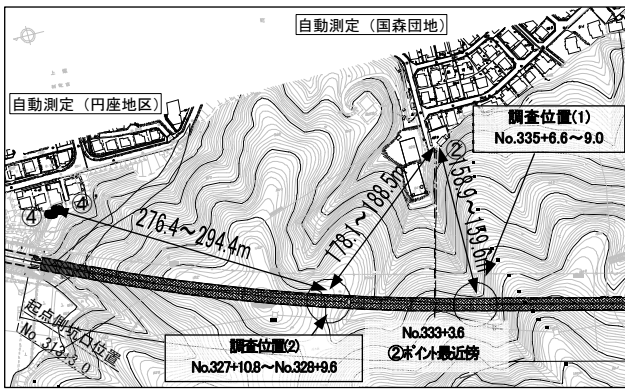 自動測定（国森団地）
自動測定（円座地区）
調査位置(1)
No.335+6.6～9.0
②
④
④
276.4～294.4m
178.1～188.5m
158.9～159.6m
起点側坑口位置
No.313+3.0
調査位置(2)
No.327+10.8～No.328+9.6
No.333+3.6
②ポイント最近傍